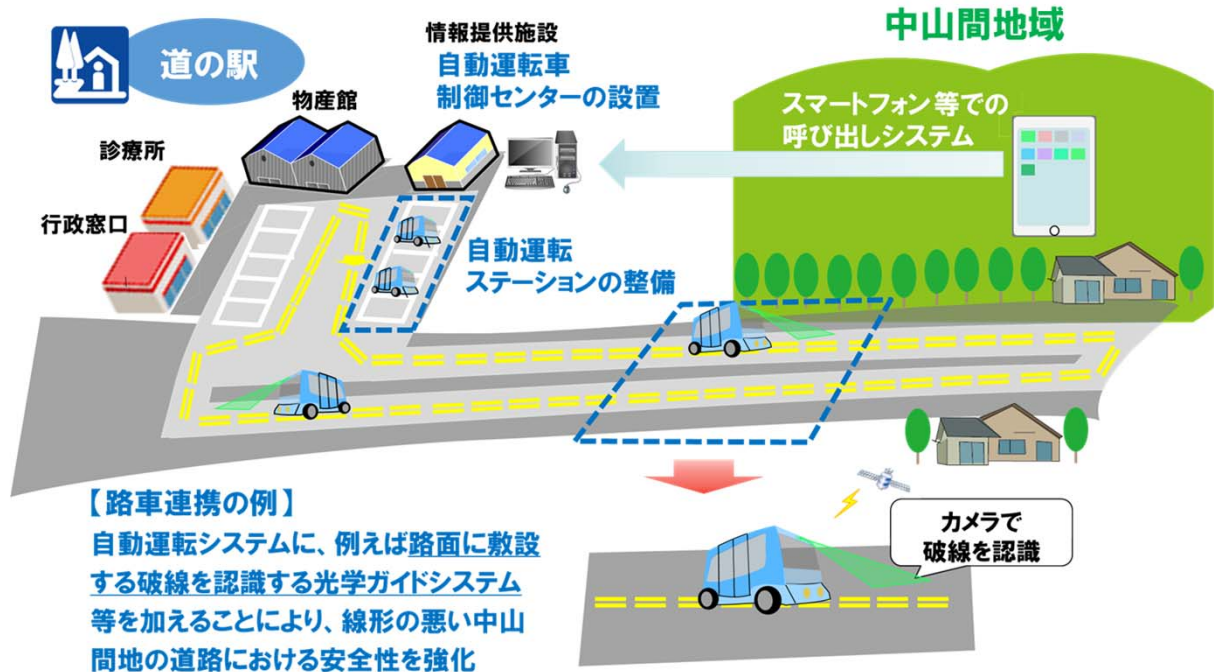 道の駅
情報提供施設
自動運転車
制御センターの設置
物産館
診療所
行政窓口
中山間地域
スマートフォン等での
呼び出しシステム
自動運転
ステーションの整備
【路車連携の例】
自動運転システムに、例えば路面に敷設
する破線を認識する光学ガイドシステム
等を加えることにより、線形の悪い中山
間地の道路における安全性を強化
カメラで
破線を認識